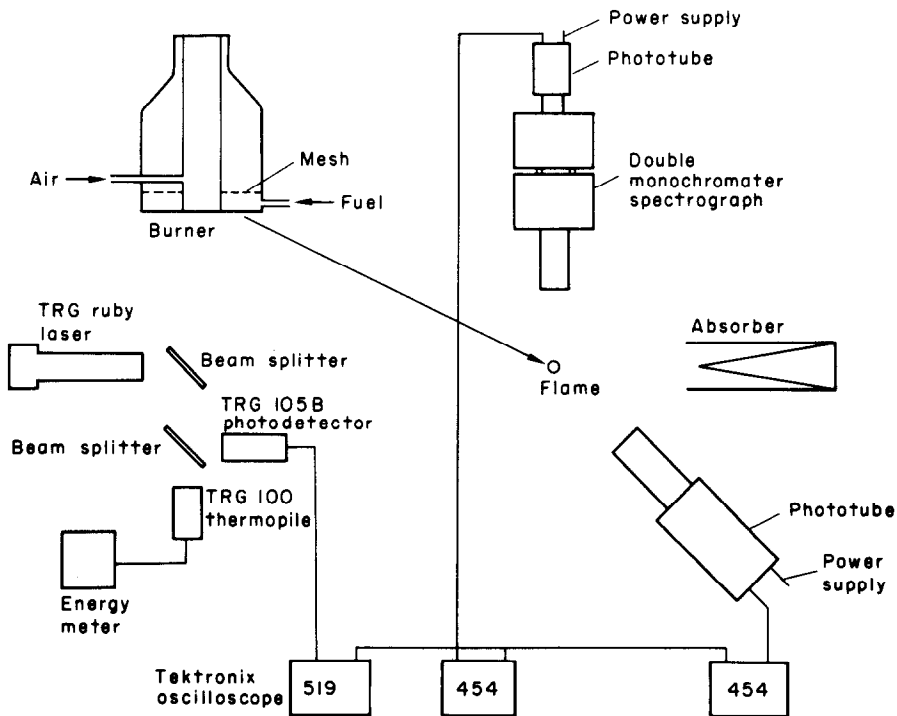 Power supply
Phototube
Mesh
Air
Fuel
Burner
Double
monochromater
spectrograph
TRG ruby
laser
Beam splitter
Absorber
Flame
TRG 105B
photodetector
Beam splitter
TRG 100
thermopile
Phototube
Power
supply
Energy
meter
Tektronix
oscilloscope
519
454
454